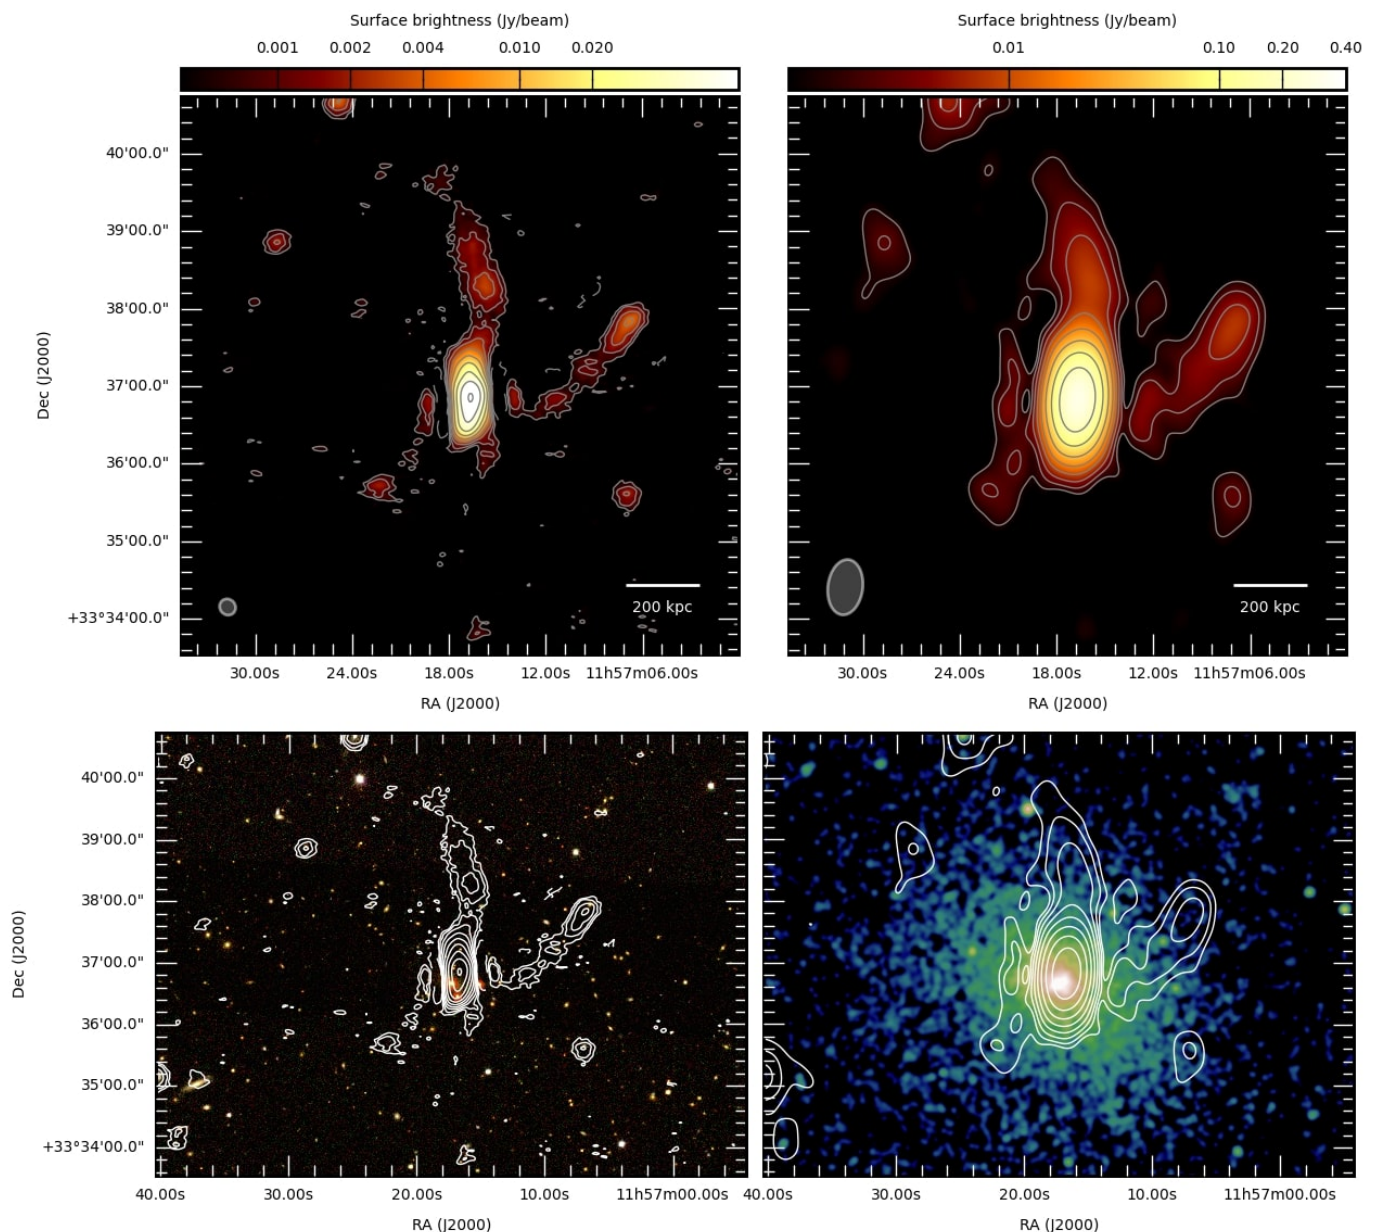 Surface brightness (Jy/beam)
0.001 0.002 0.004 0.010 0.020
Surface brightness (Jy/beam)
0.01 0.10 0.20 0.40
40'00.0"
39'00.0"
38'00.0"
37'00.0"
36'00.0"
35'00.0"
+33°34'00.0"
Dec (J2000)
200 kpc
200 kpc
30.00s 24.00s 18.00s 12.00s 11h57m06.00s
RA (J2000)
30.00s 24.00s 18.00s 12.00s 11h57m06.00s
RA (J2000)
40'00.0"
39'00.0"
38'00.0"
37'00.0"
36'00.0"
35'00.0"
+33°34'00.0"
Dec (J2000)
40.00s 30.00s 20.00s 10.00s 11h57m00.00s
RA (J2000)
40.00s 30.00s 20.00s 10.00s 11h57m00.00s
RA (J2000)